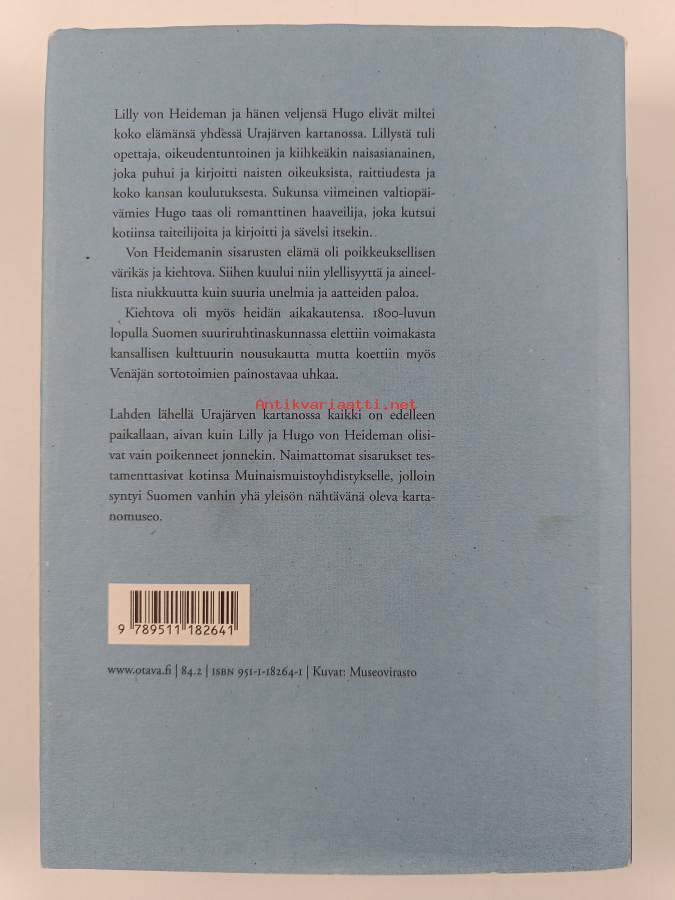 Lilly von Heideman ja hänen veljensä Hugo elivät miltei
koko elämänsä yhdessä Urajärven kartanossa. Lillystä tuli
opettaja, oikeudentuntoinen ja kiihkeäkin naisasianainen,
joka puhui ja kirjoitti naisten oikeuksista, raittiudesta ja
koko kansan koulutuksesta. Sukunsa viimeinen valtiopäi-
vämies Hugo taas oli romanttinen haaveilija, joka kutsui
kotiinsa taiteilijoita ja kirjoitti ja sävelsi itsekin.
Von Heidemanin sisarusten elämä oli poikkeuksellisen
värikäs ja kiehtova. Siihen kuului niin ylellisyyttä ja aineel-
lista niukkuutta kuin suuria unelmia ja aatteiden paloa.
Kiehtova oli myös heidän aikakautensa. 1800-luvun
lopulla Suomen suuriruhtinaskunnassa elettiin voimakasta
kansallisen kulttuurin nousukautta mutta koettiin myös
Venäjän sortotoimien painostavaa uhkaa.
Antikvariaatti.net
Lahden lähellä Urajärven kartanossa kaikki on edelleen
paikallaan, aivan kuin Lilly ja Hugo von Heideman olisi-
vat vain poikenneet jonnekin. Naimattomat sisarukset tes-
tamenttasivat kotinsa Muinaismuistoyhdistykselle, jolloin
syntyi Suomen vanhin yhä yleisön nähtävänä oleva karta-
nomuseo.
9 789511 182641
www.otava.fi | 84.2 | ISBN 951-1-18264-1 | Kuvat: Museovirasto